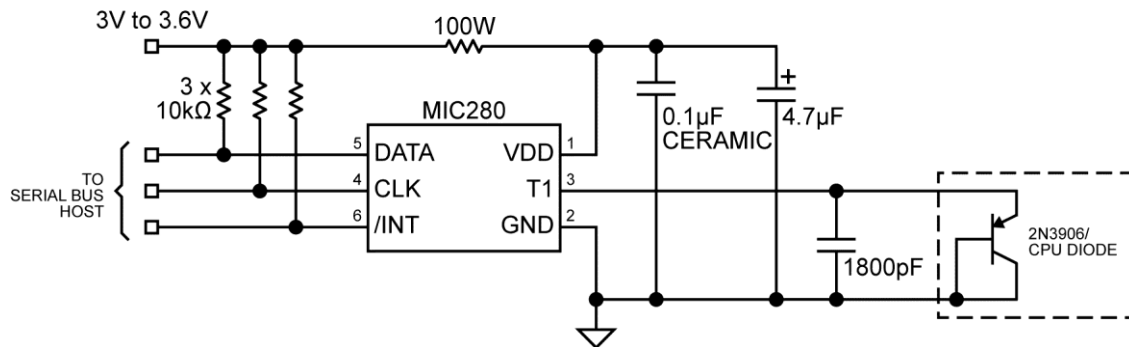 3V to 3.6V
100W
3 x
10kΩ
MIC280
0.1µF
CERAMIC
+
4.7µF
5
DATA
VDD
1
TO
SERIAL BUS
HOST
4
CLK
T1
3
6
/INT
GND
2
1800pF
2N3906/
CPU DIODE